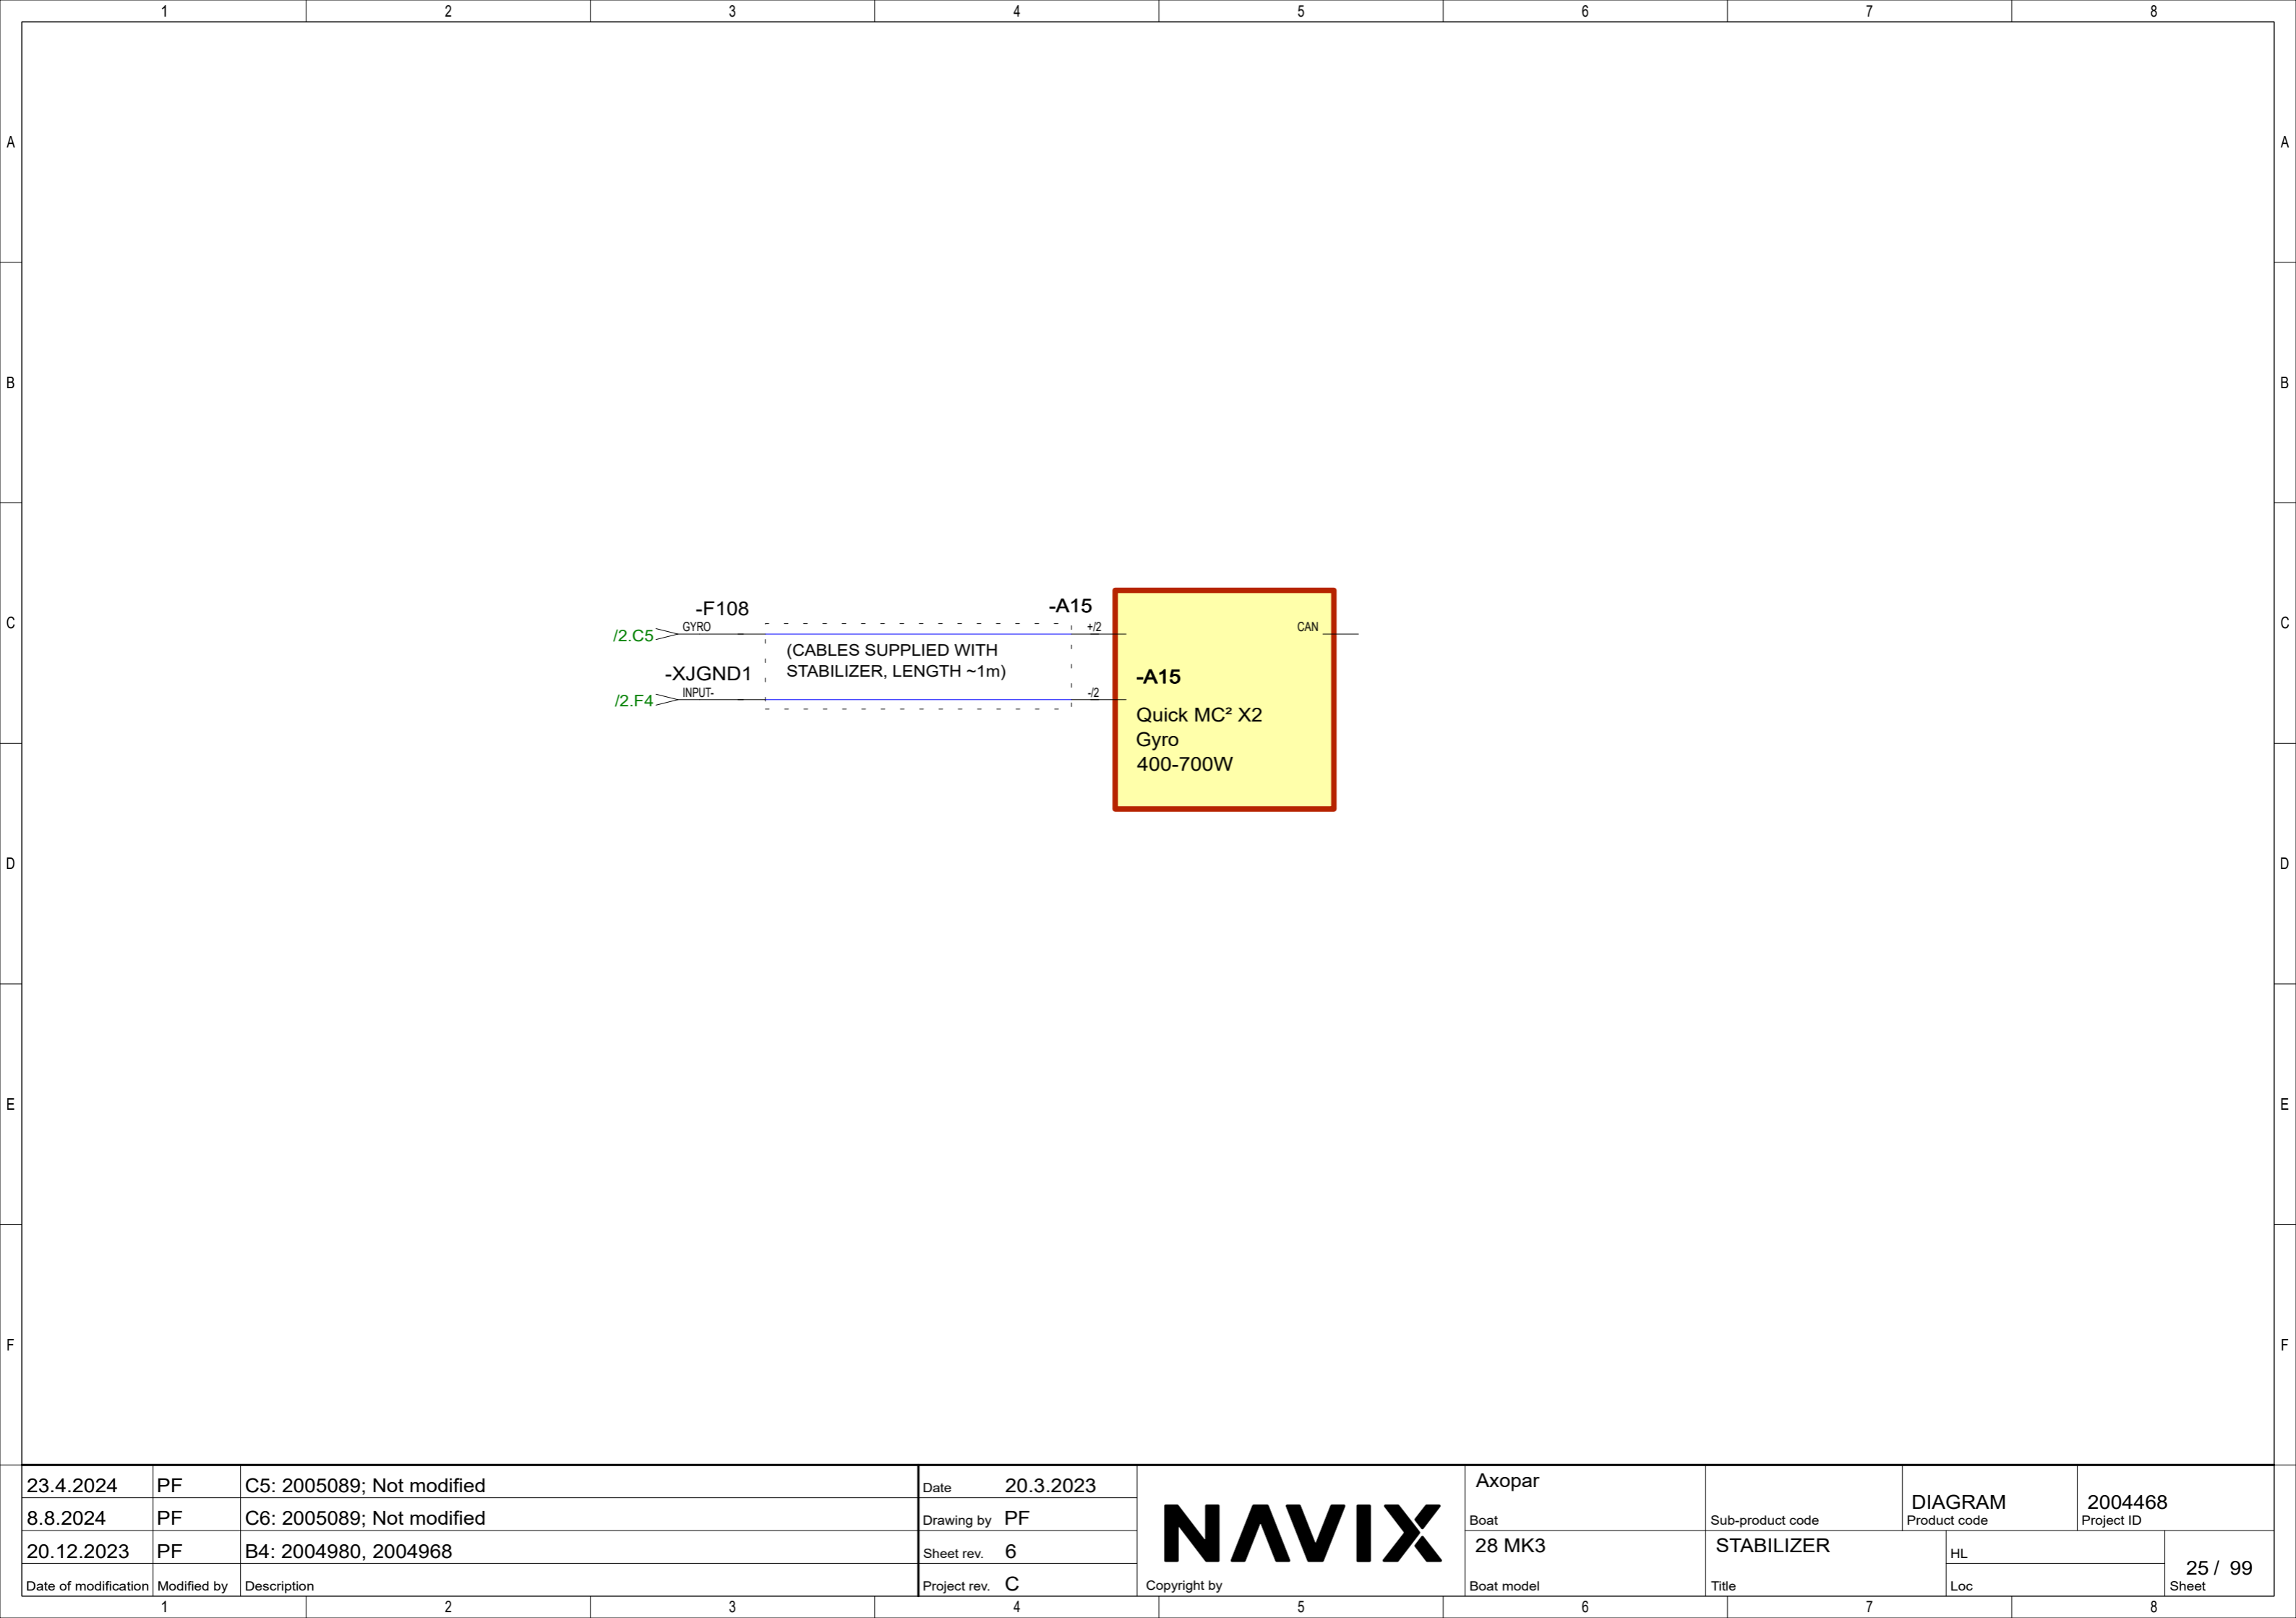 1 2 3 4 5 6 7 8
A A
B B
C C
D D
E E
F F
-F108
GYRO
/2.C5
-XJGND1
INPUT-
/2.F4
(CABLES SUPPLIED WITH
STABILIZER, LENGTH ~1m)
-A15
+/2
-/2
CAN
-A15
Quick MC² X2
Gyro
400-700W
23.4.2024 PF C5: 2005089; Not modified
8.8.2024 PF C6: 2005089; Not modified
20.12.2023 PF B4: 2004980, 2004968
Date of modification Modified by Description
Date 20.3.2023
Drawing by PF
Sheet rev. 6
Project rev. C
NAVIX
Copyright by
Axopar
Boat
28 MK3
Boat model
Sub-product code
STABILIZER
Title
DIAGRAM
Product code
2004468
Project ID
HL
Loc
25 / 99
Sheet
1 2 3 4 5 6 7 8